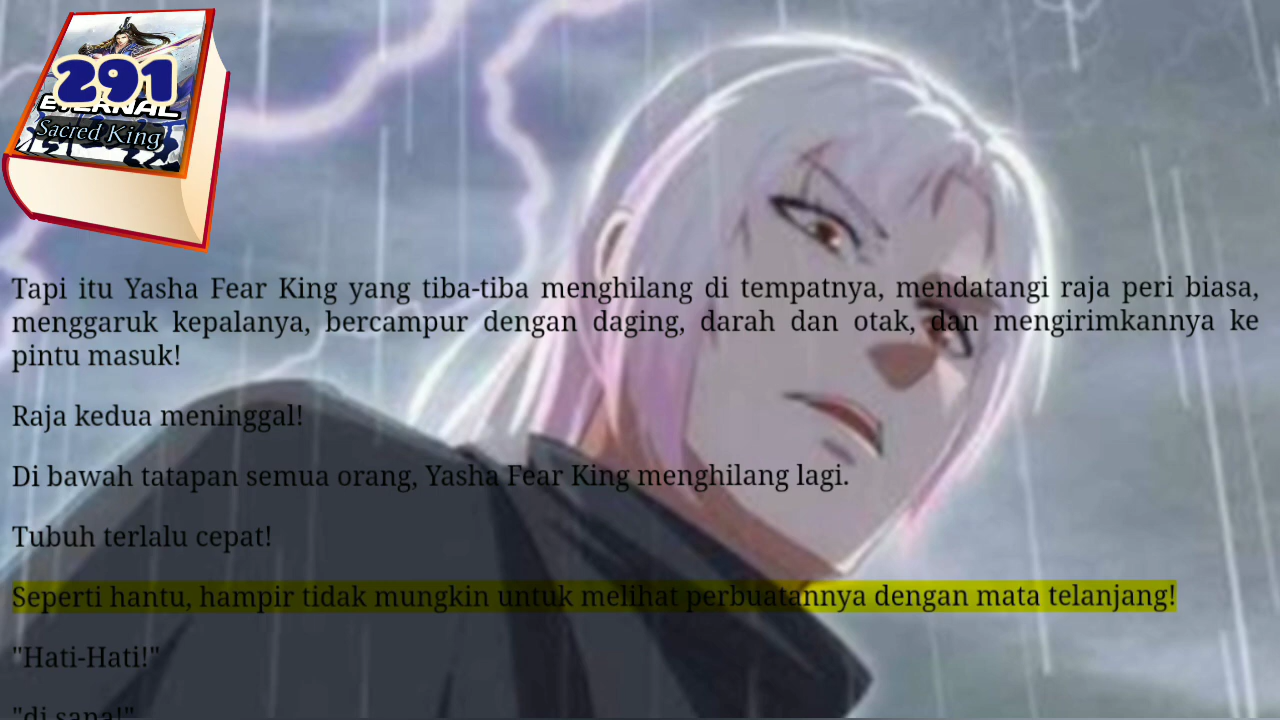 291
ETERNAL
Sacred King
Tapi itu Yasha Fear King yang tiba-tiba menghilang di tempatnya, mendatangi raja peri biasa,
menggaruk kepalanya, bercampur dengan daging, darah dan otak, dan mengirimkannya ke
pintu masuk!
Raja kedua meninggal!
Di bawah tatapan semua orang, Yasha Fear King menghilang lagi.
Tubuh terlalu cepat!
Seperti hantu, hampir tidak mungkin untuk melihat perbuatannya dengan mata telanjang!
"Hati-Hati!"
"di sana!"